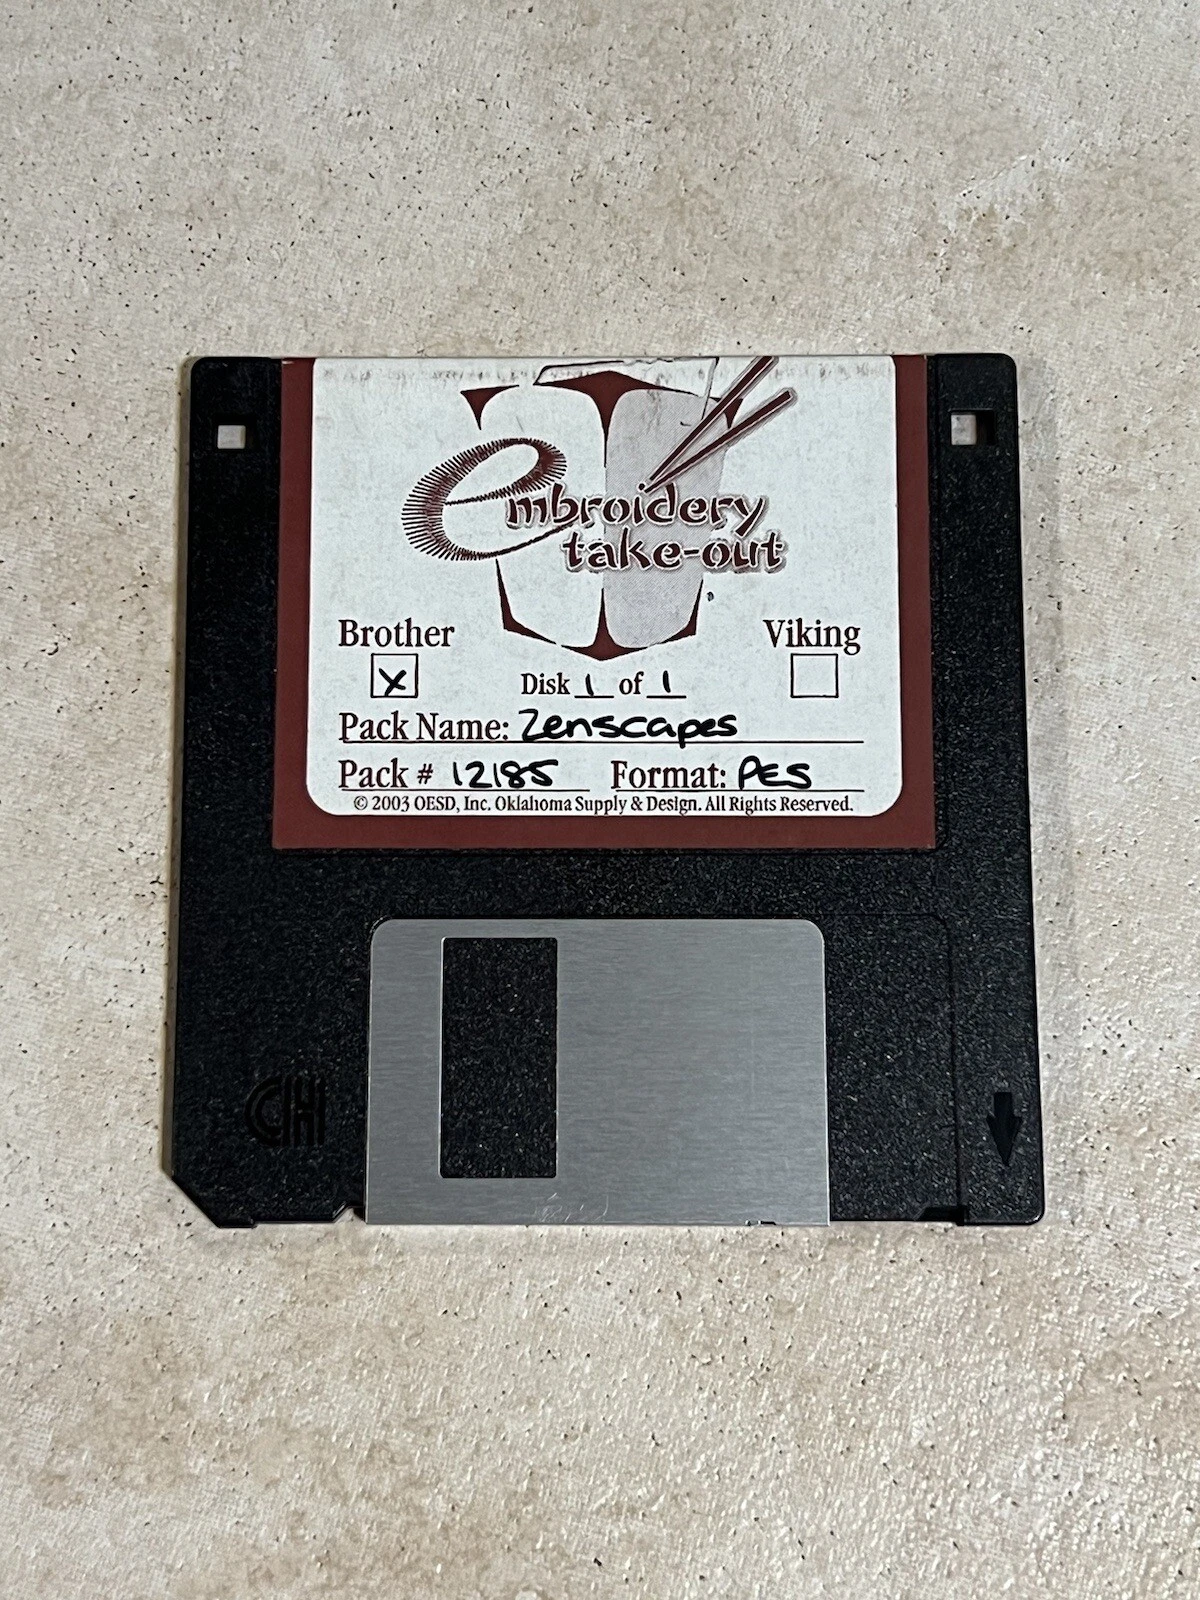 embroidery
take-out
Brother Viking
X Disk 1 of 1
Pack Name: Zenscapes
Pack # 12185 Format: PES
© 2003 OESD, Inc. Oklahoma Supply & Design. All Rights Reserved.